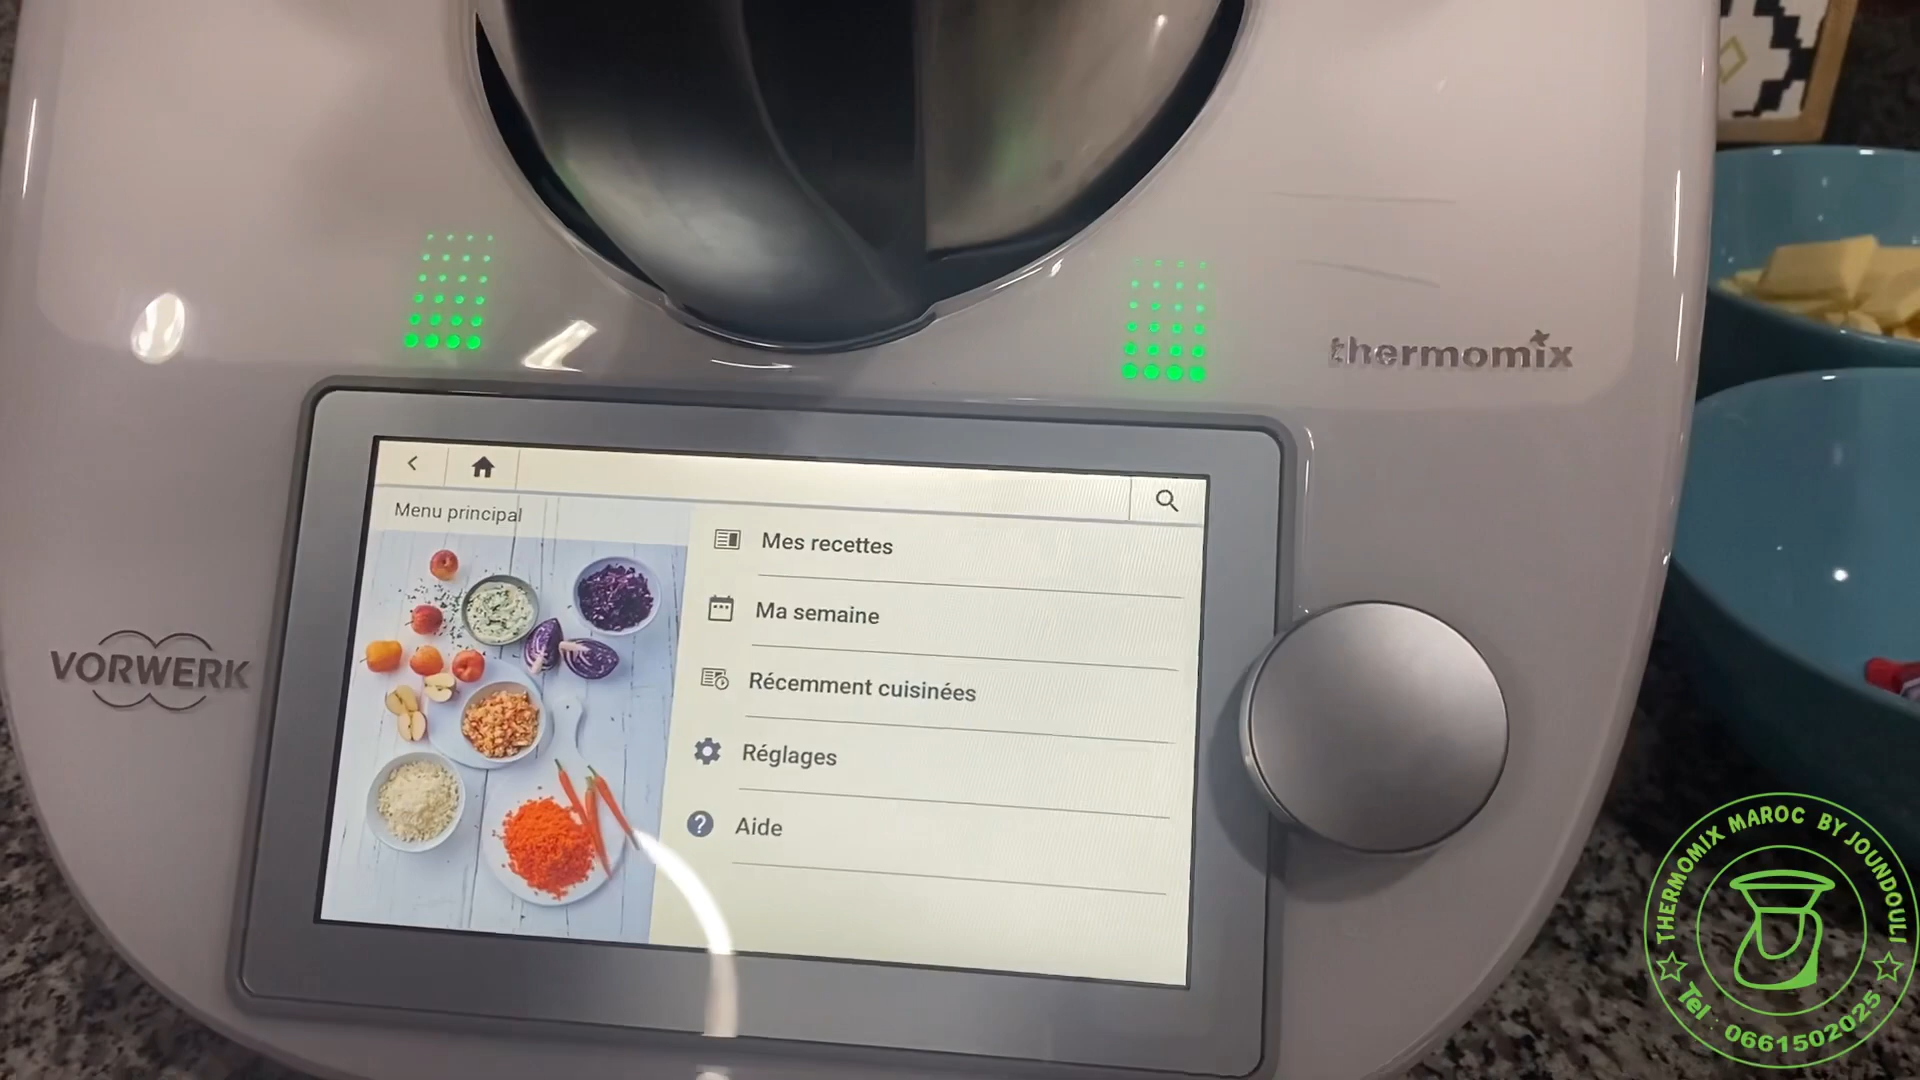 thermomix
VORWERK
Menu principal
Mes recettes
Ma semaine
Récemment cuisinées
Réglages
Aide
THERMOMIX MAROC BY JOUNDOULI
Tel : 0661502025